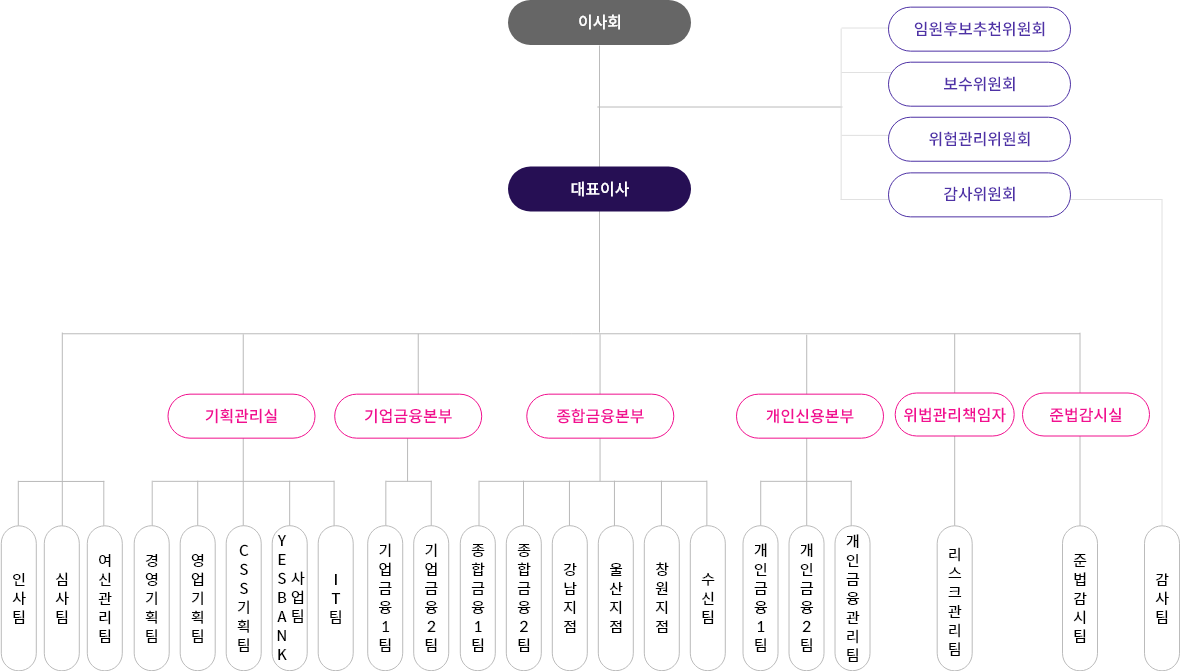 이사회
임원후보추천위원회
보수위원회
위험관리위원회
감사위원회
대표이사
기획관리실
기업금융본부
종합금융본부
개인신용본부
위법관리책임자
준법감시실
인사팀
심사팀
여신관리팀
경영기획팀
영업기획팀
CSS기획팀
YESBANK
사업팀
IT팀
기업금융1팀
기업금융2팀
종합금융1팀
종합금융2팀
강남지점
울산지점
창원지점
수신팀
개인금융1팀
개인금융2팀
개인금융관리팀
리스크관리팀
준법감시팀
감사팀